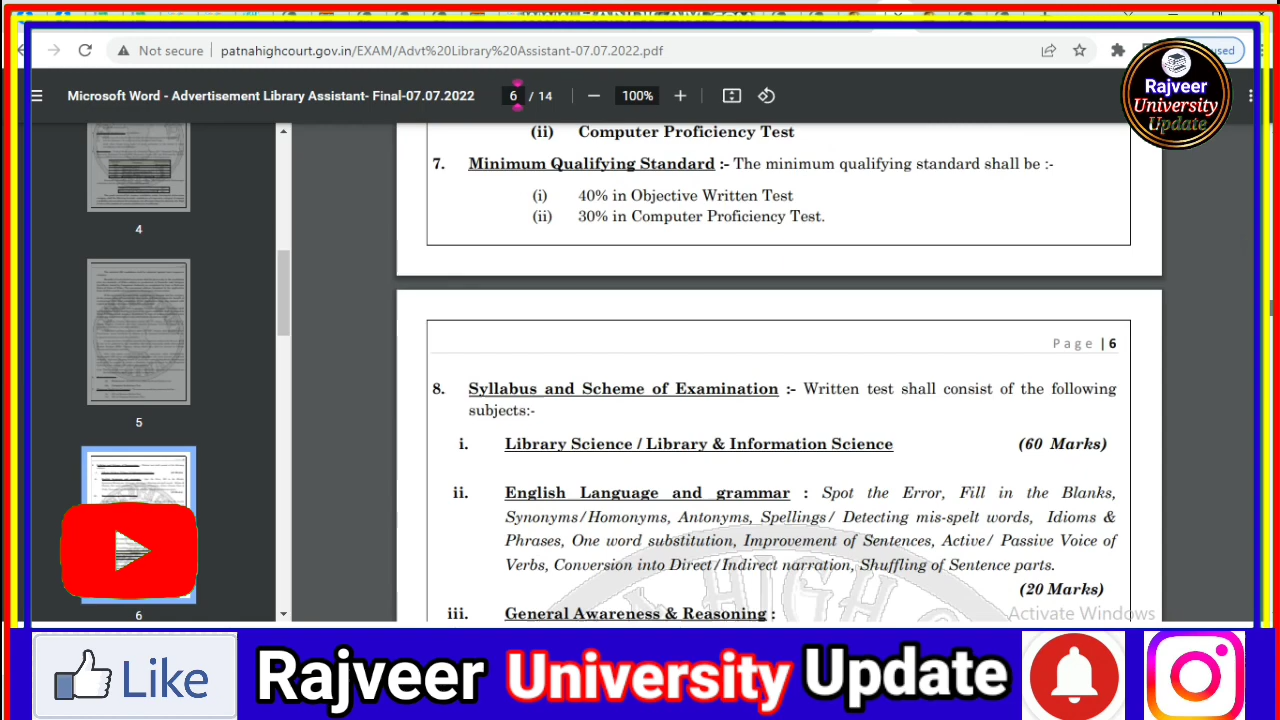 Not secure | patnahighcourt.gov.in/EXAM/Advt%20Library%20Assistant-07.07.2022.pdf
Microsoft Word - Advertisement Library Assistant- Final-07.07.2022 6 / 14 100%
Rajveer
University
Update
4
5
6
(ii) Computer Proficiency Test
7. Minimum Qualifying Standard :- The minimum qualifying standard shall be :-
(i) 40% in Objective Written Test
(ii) 30% in Computer Proficiency Test.
Page | 6
8. Syllabus and Scheme of Examination :- Written test shall consist of the following
subjects:-
i. Library Science / Library & Information Science (60 Marks)
ii. English Language and grammar : Spot the Error, Fill in the Blanks,
Synonyms/Homonyms, Antonyms, Spellings/ Detecting mis-spelt words, Idioms &
Phrases, One word substitution, Improvement of Sentences, Active/ Passive Voice of
Verbs, Conversion into Direct/Indirect narration, Shuffling of Sentence parts.
(20 Marks)
iii. General Awareness & Reasoning :
Activate Windows
Like Rajveer University Update